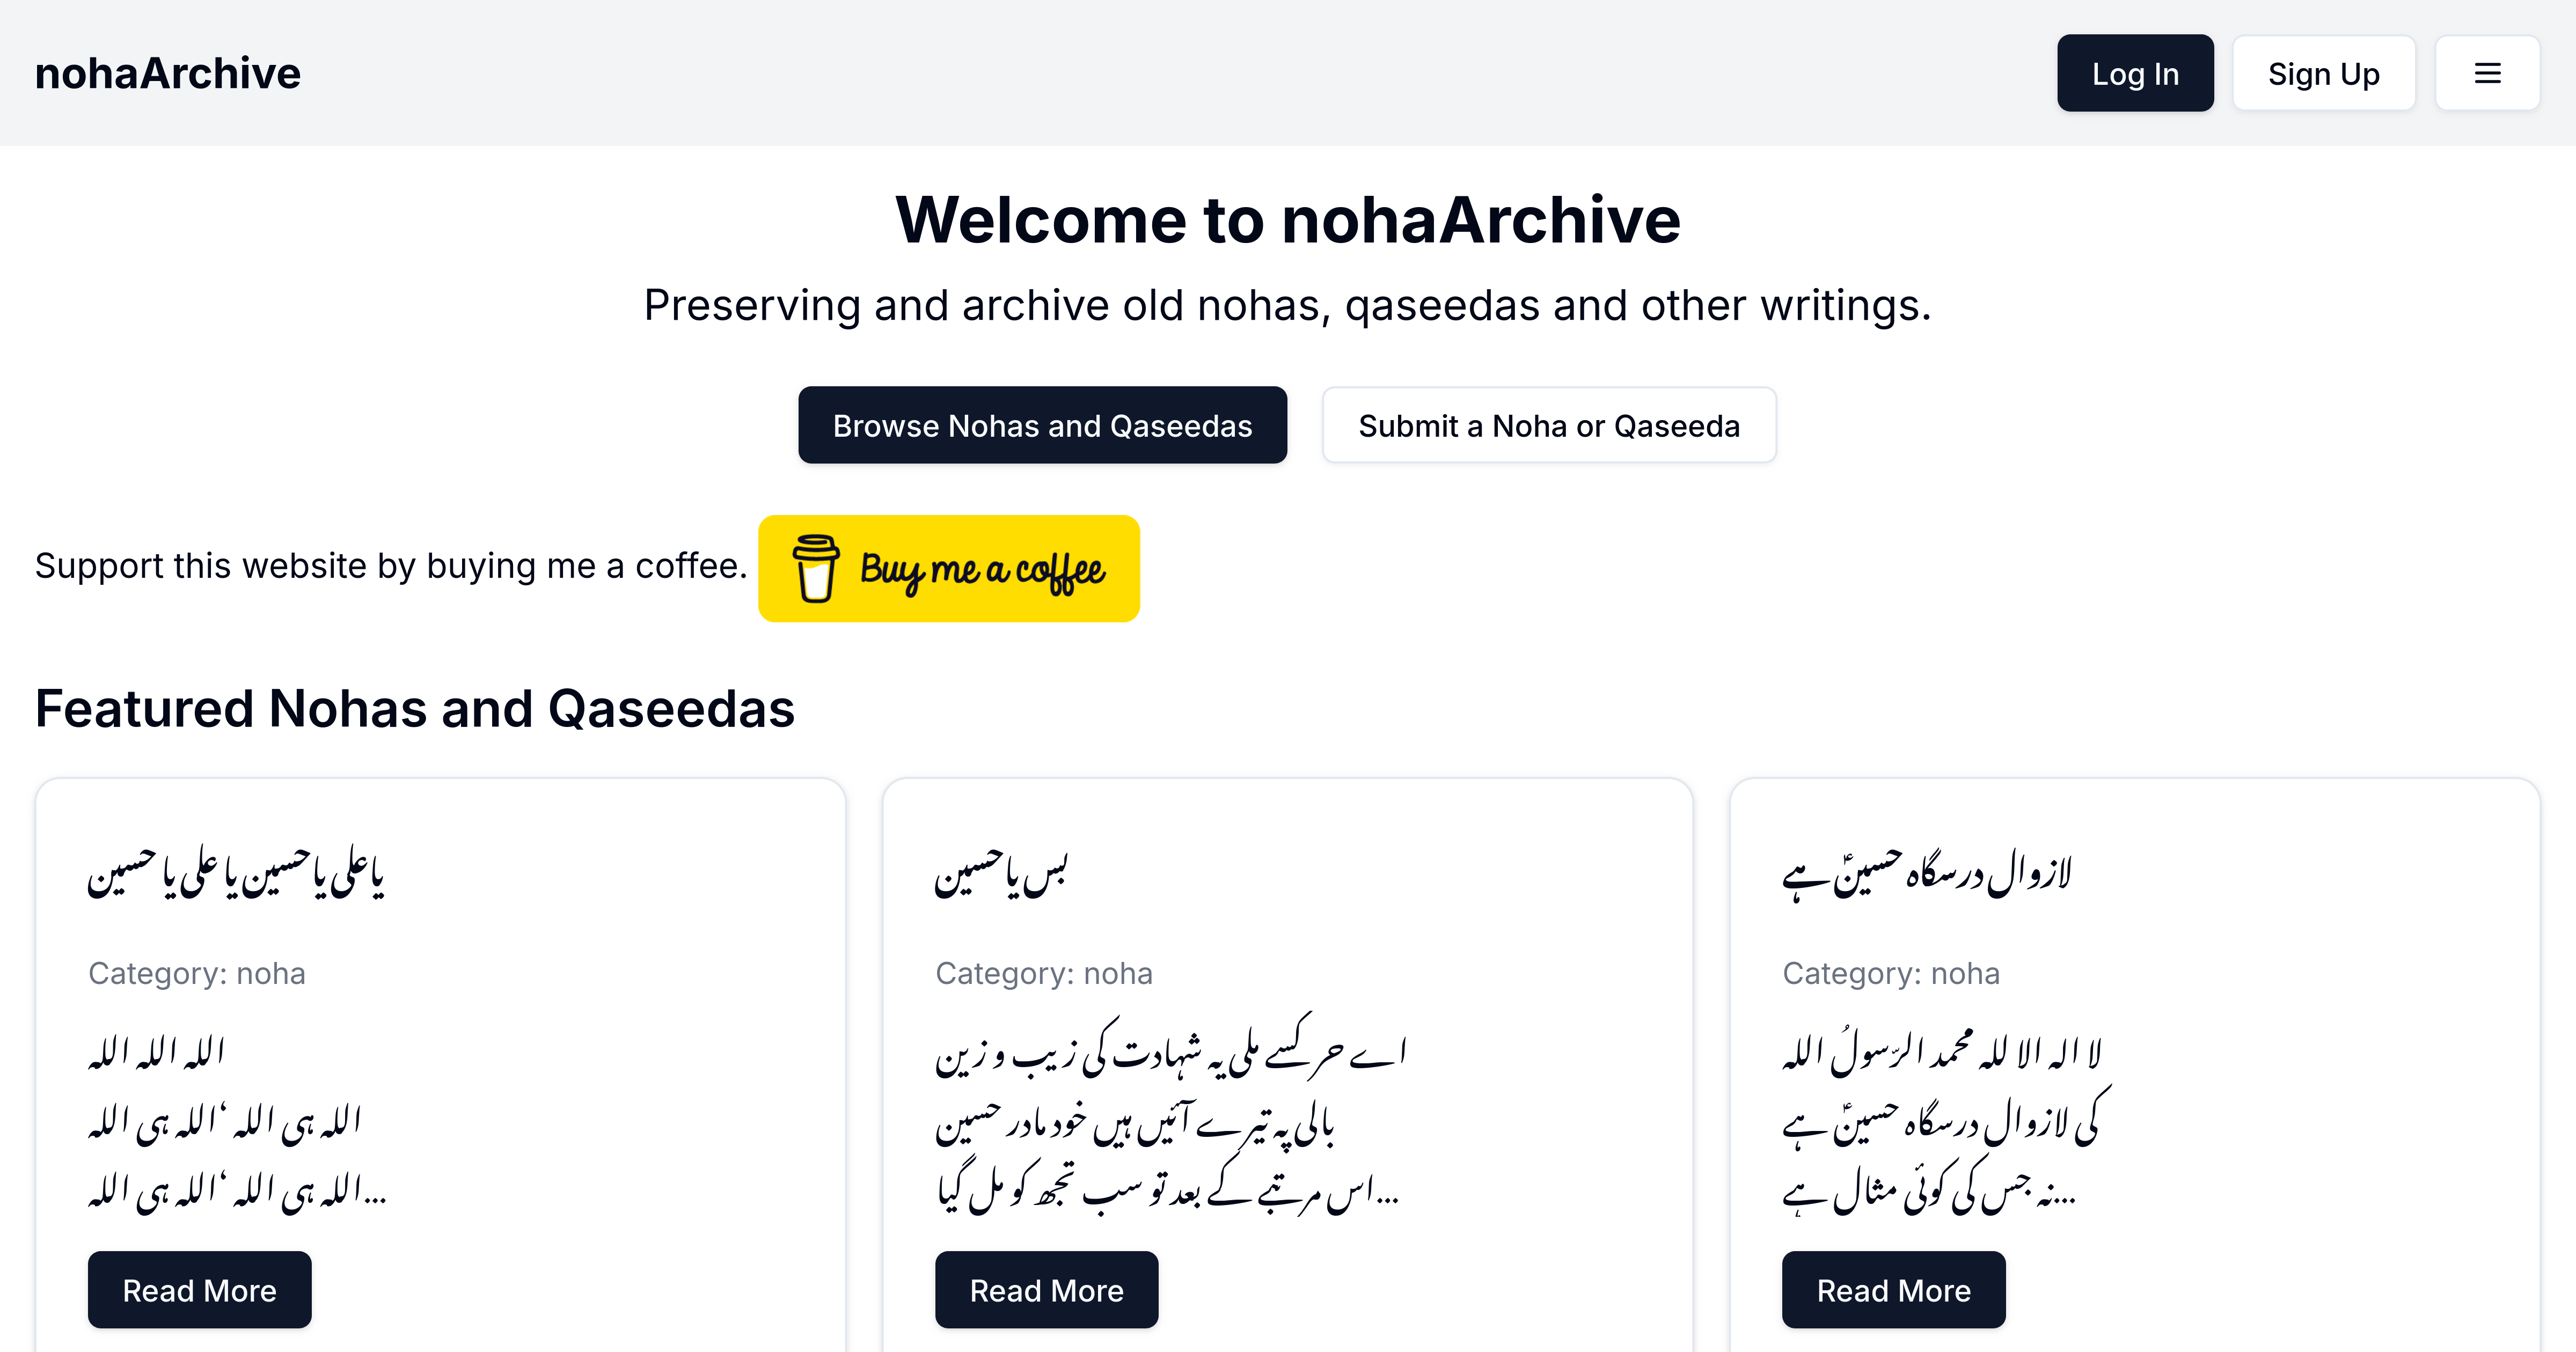 nohaArchive
Log In
Sign Up
Welcome to nohaArchive
Preserving and archive old nohas, qaseedas and other writings.
Browse Nohas and Qaseedas
Submit a Noha or Qaseeda
Support this website by buying me a coffee.
Buy me a coffee
Featured Nohas and Qaseedas
یاعلی یاحسین یا علی یا حسین
Category: noha
اللہ اللہ اللہ
اللہ ہی اللہ ‘ اللہ ہی اللہ
اللہ ہی اللہ ‘ اللہ ہی اللہ...
Read More
بس یاحسین
Category: noha
اے حر کسے ملی یہ شہادت کی زیب و زین
بالی پہ تیرے آئیں ہیں خود مادر حسین
اس مرتبے کے بعد تو سب تجھ کو مل گیا...
Read More
لازوال درسگاہ حسینؑ ہے
Category: noha
لا الہ الا للہ محمد الرّسولُ اللہ
کی لازوال درسگاہ حسینؑ ہے
نہ جس کی کوئی مثال ہے...
Read More